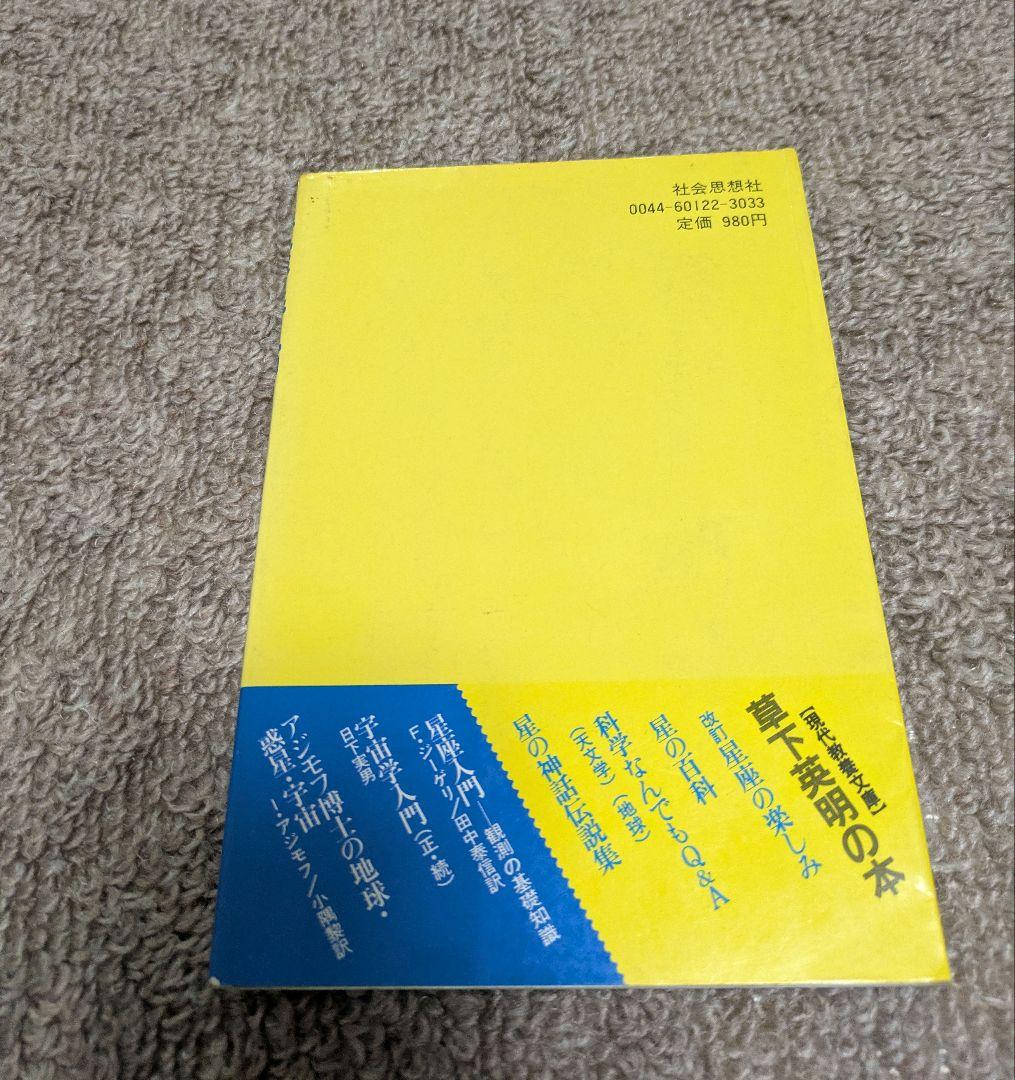 社会思想社
0044-60122-3033
定価 980円
[現代教養文庫]
草下英明の本
改訂 星座の楽しみ
星の百科
科学なんでもQ&A
(天文学)(地球)
星の神話伝説集
星座入門──観測の基礎知識
F・ジーゲリ/田中泰信訳
宇宙学入門(正・続)
日下実男
アジモフ博士の地球・
惑星・宇宙
I・アジモフ/小隅黎訳